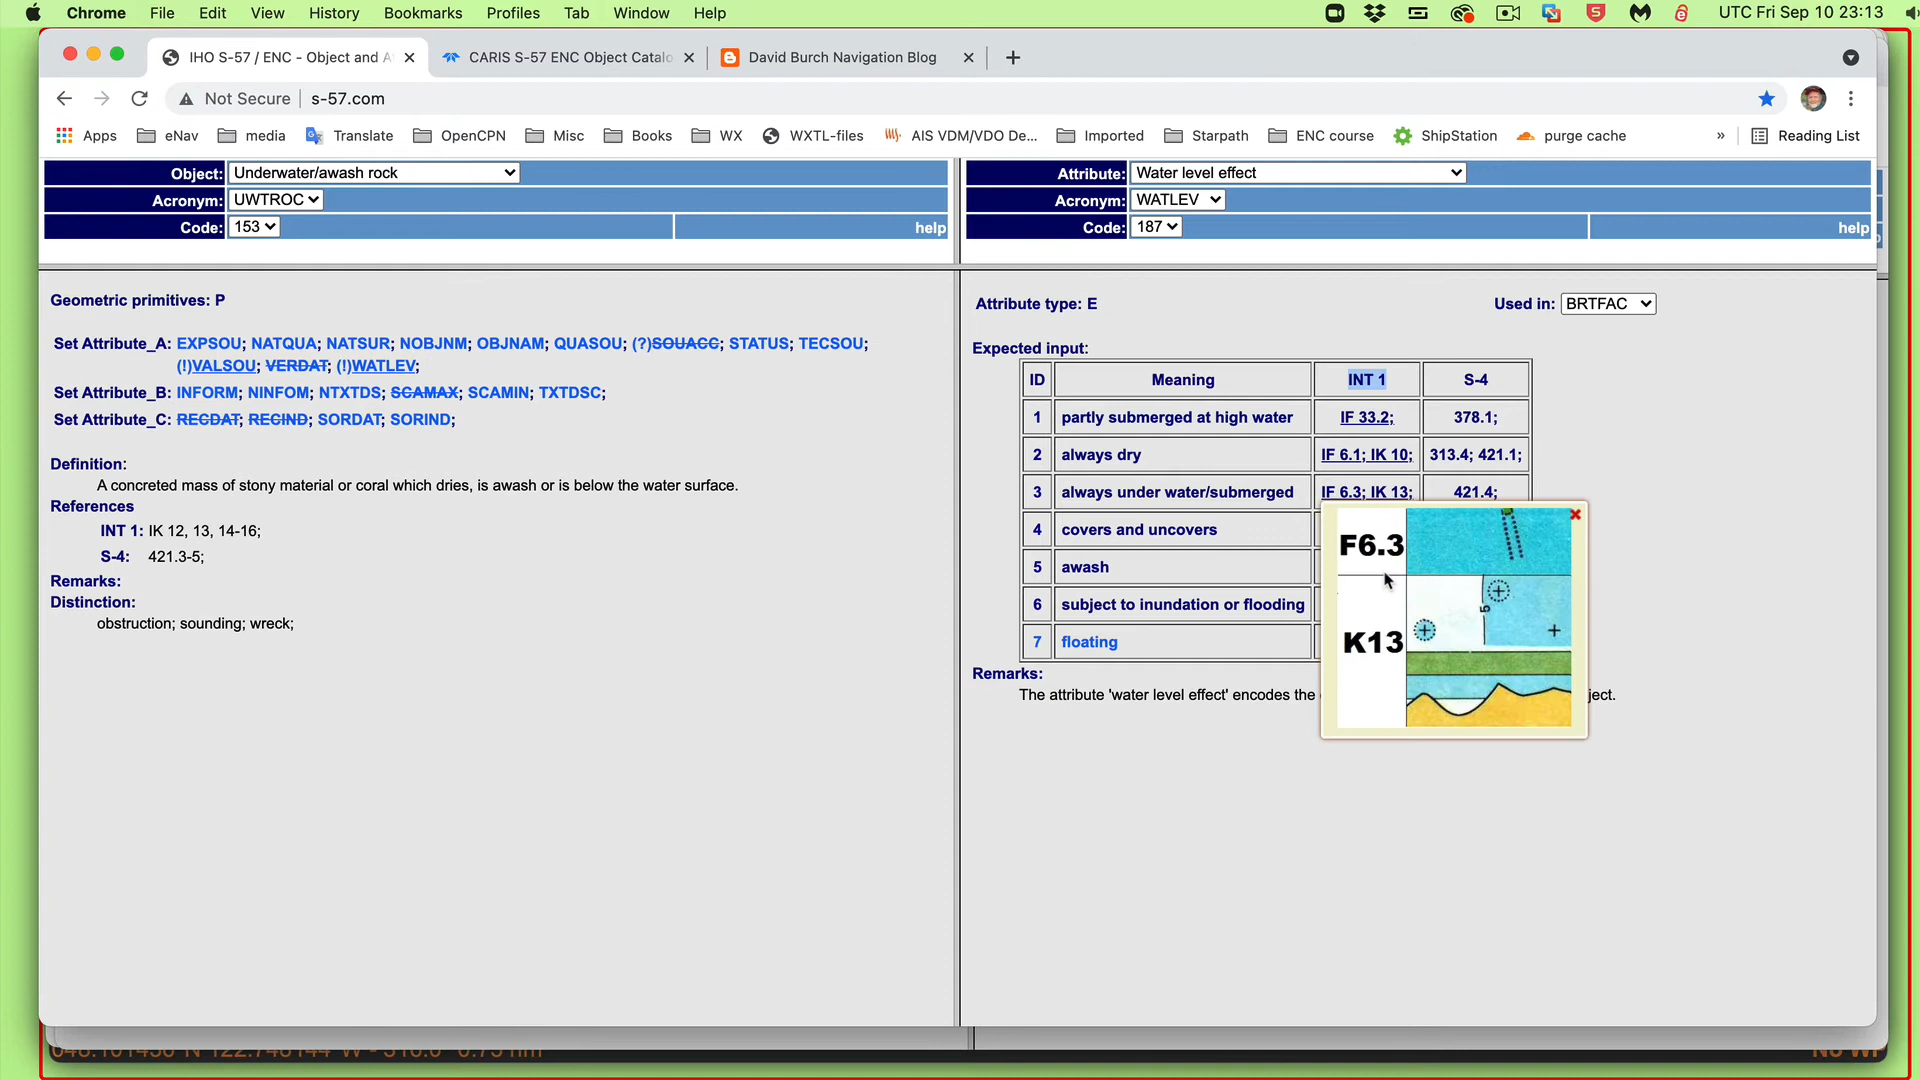 Chrome File Edit View History Bookmarks Profiles Tab Window Help UTC Fri Sep 10 23:13
IHO S-57 / ENC - Object and A
CARIS S-57 ENC Object Catalo
David Burch Navigation Blog
Not Secure s-57.com
Apps eNav media Translate OpenCPN Misc Books WX WXTL-files AIS VDM/VDO De... Imported Starpath ENC course ShipStation purge cache » Reading List
Object: Underwater/awash rock
Acronym: UWTROC
Code: 153 help
Attribute: Water level effect
Acronym: WATLEV
Code: 187 help
Geometric primitives: P
Set Attribute_A: EXPSOU; NATQUA; NATSUR; NOBJNM; OBJNAM; QUASOU; (?)SOUACC; STATUS; TECSOU;
(!)VALSOU; VERDAT; (!)WATLEV;
Set Attribute_B: INFORM; NINFOM; NTXTDS; SCAMAX; SCAMIN; TXTDSC;
Set Attribute_C: RECDAT; RECIND; SORDAT; SORIND;
Definition:
A concreted mass of stony material or coral which dries, is awash or is below the water surface.
References
INT 1: IK 12, 13, 14-16;
S-4: 421.3-5;
Remarks:
Distinction:
obstruction; sounding; wreck;
Attribute type: E Used in: BRTFAC
Expected input:
ID Meaning INT 1 S-4
1 partly submerged at high water IF 33.2; 378.1;
2 always dry IF 6.1; IK 10; 313.4; 421.1;
3 always under water/submerged IF 6.3; IK 13; 421.4;
4 covers and uncovers
5 awash
6 subject to inundation or flooding
7 floating
F6.3
K13
5
Remarks:
The attribute 'water level effect' encodes the ject.